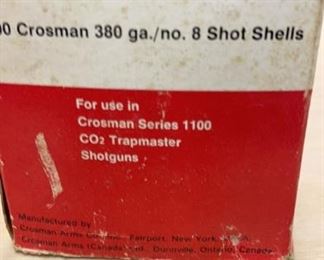 00 Crosman 380 ga./no. 8 Shot Shells
For use in
Crosman Series 1100
CO2 Trapmaster
Shotguns
Manufactured by
Crosman Arms Fairport, New York,
Crosman Arms (Canada) Ltd., Dunnville, Ontario, Canada